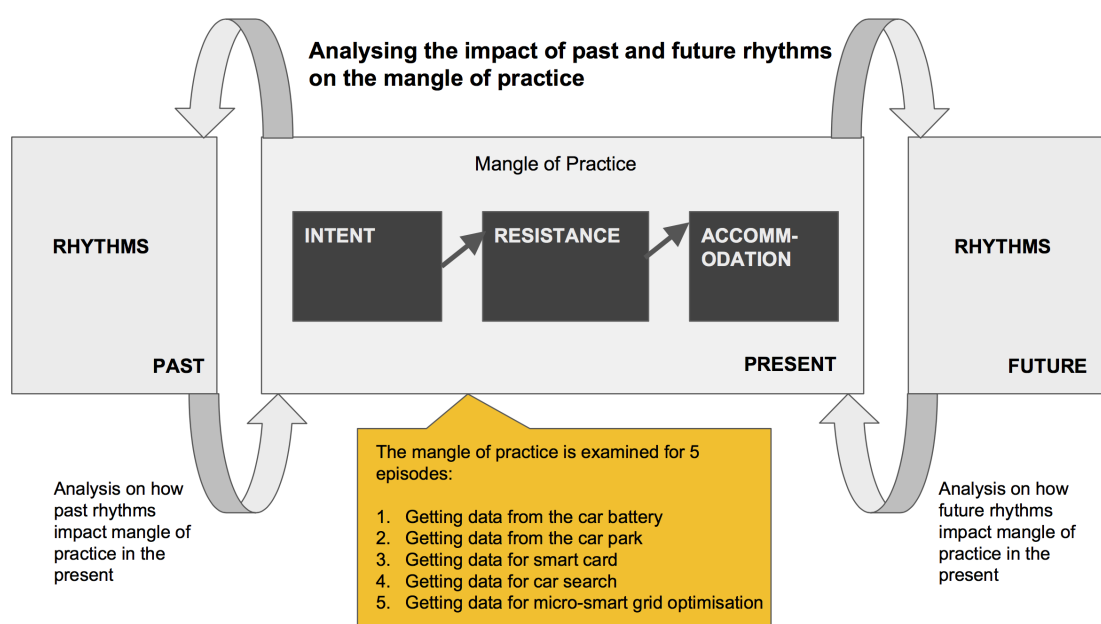 Analysing the impact of past and future rhythms
on the mangle of practice
RHYTHMS
PAST
Mangle of Practice
INTENT
RESISTANCE
ACCOMM-
ODATION
PRESENT
RHYTHMS
FUTURE
Analysis on how
past rhythms
impact mangle of
practice in the
present
The mangle of practice is examined for 5
episodes:
1. Getting data from the car battery
2. Getting data from the car park
3. Getting data for smart card
4. Getting data for car search
5. Getting data for micro-smart grid optimisation
Analysis on how
future rhythms
impact mangle of
practice in the
present